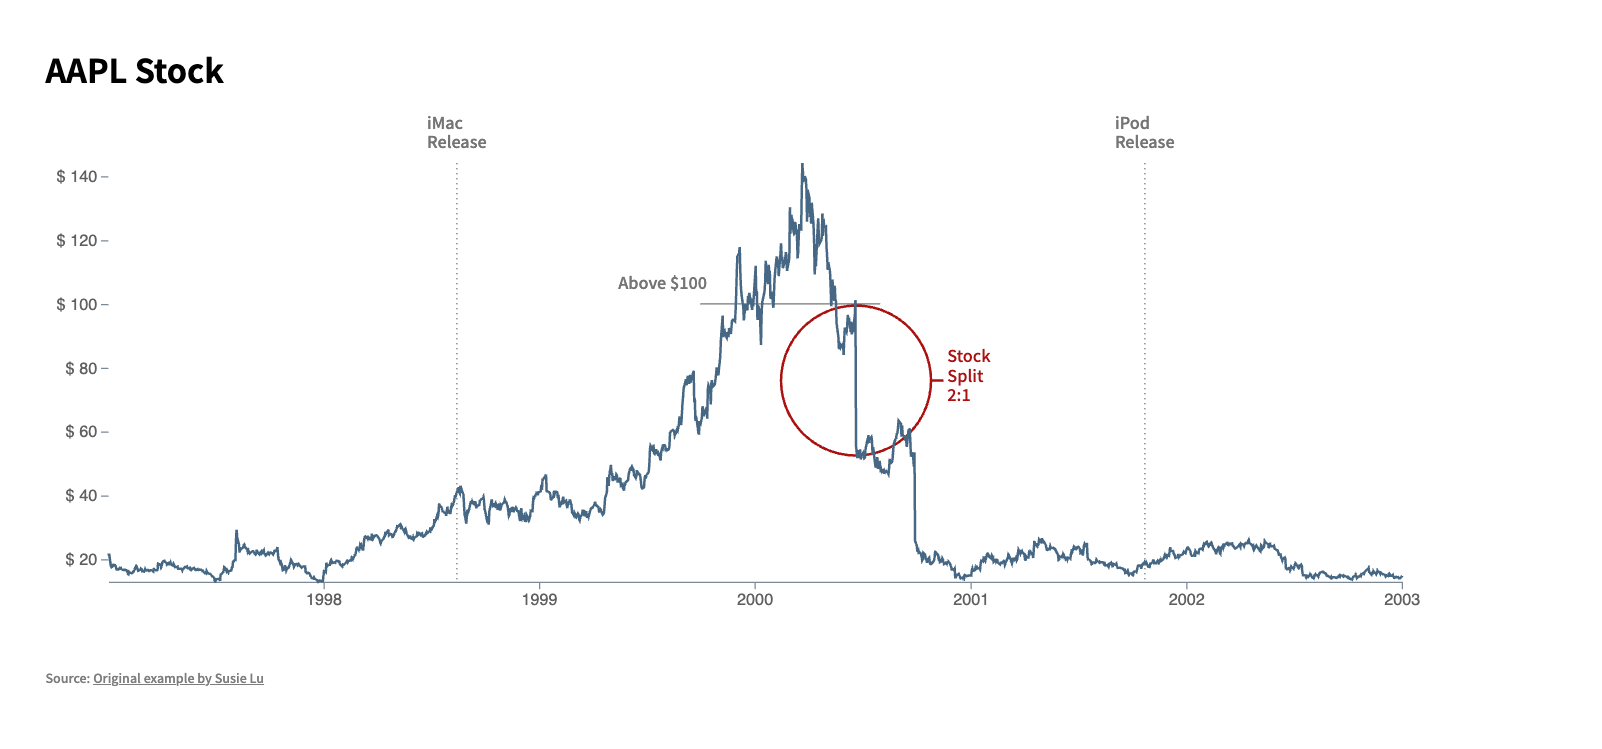 AAPL Stock
iMac
Release
iPod
Release
$ 140
$ 120
Above $100
$ 100
Stock
Split
2:1
$ 80
$ 60
$ 40
$ 20
1998
1999
2000
2001
2002
2003
Source: Original example by Susie Lu